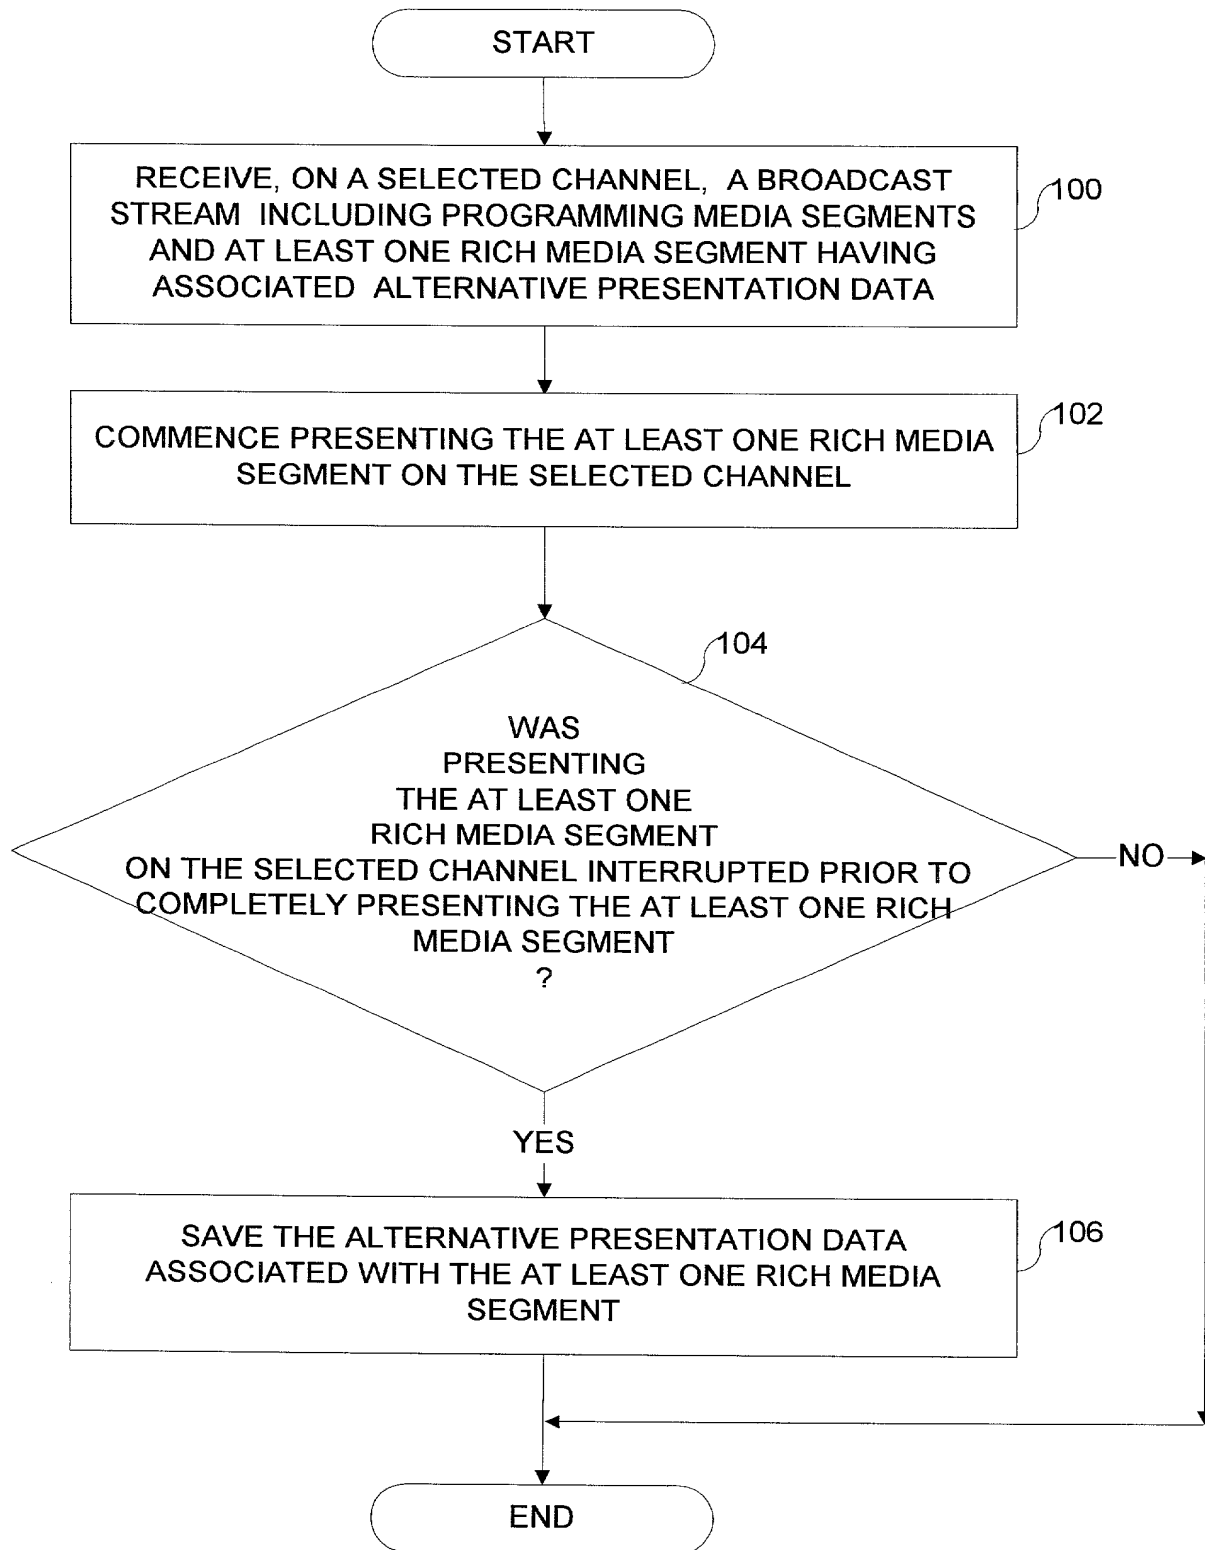 START
RECEIVE, ON A SELECTED CHANNEL, A BROADCAST
STREAM INCLUDING PROGRAMMING MEDIA SEGMENTS
AND AT LEAST ONE RICH MEDIA SEGMENT HAVING
ASSOCIATED ALTERNATIVE PRESENTATION DATA
100
COMMENCE PRESENTING THE AT LEAST ONE RICH MEDIA
SEGMENT ON THE SELECTED CHANNEL
102
104
WAS
PRESENTING
THE AT LEAST ONE
RICH MEDIA SEGMENT
ON THE SELECTED CHANNEL INTERRUPTED PRIOR TO
COMPLETELY PRESENTING THE AT LEAST ONE RICH
MEDIA SEGMENT
?
NO
YES
SAVE THE ALTERNATIVE PRESENTATION DATA
ASSOCIATED WITH THE AT LEAST ONE RICH MEDIA
SEGMENT
106
END